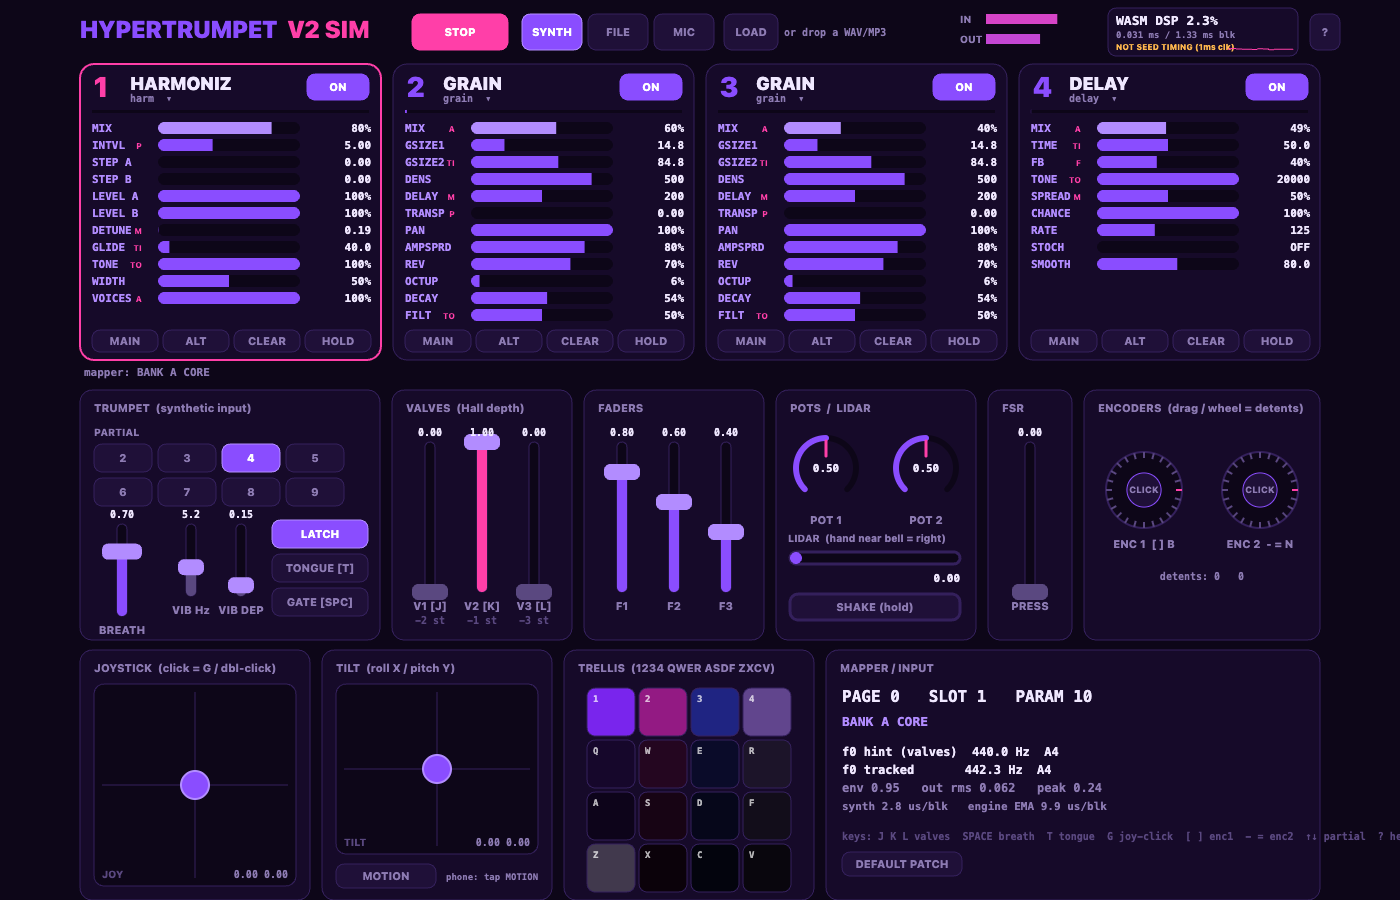 HYPERTRUMPET V2 SIM
STOP
SYNTH
FILE
MIC
LOAD
or drop a WAV/MP3
IN
OUT
WASM DSP 2.3%
0.031 ms / 1.33 ms blk
NOT SEED TIMING (1ms clk)
?
1 HARMONIZ
harm ▾
ON
MIX 80%
INTVL P 5.00
STEP A 0.00
STEP B 0.00
LEVEL A 100%
LEVEL B 100%
DETUNE M 0.19
GLIDE TI 40.0
TONE TO 100%
WIDTH 50%
VOICES A 100%
MAIN ALT CLEAR HOLD
2 GRAIN
grain ▾
ON
MIX A 60%
GSIZE1 14.8
GSIZE2 TI 84.8
DENS 500
DELAY M 200
TRANSP P 0.00
PAN 100%
AMPSPRD 80%
REV 70%
OCTUP 6%
DECAY 54%
FILT TO 50%
MAIN ALT CLEAR HOLD
3 GRAIN
grain ▾
ON
MIX A 40%
GSIZE1 14.8
GSIZE2 TI 84.8
DENS 500
DELAY M 200
TRANSP P 0.00
PAN 100%
AMPSPRD 80%
REV 70%
OCTUP 6%
DECAY 54%
FILT TO 50%
MAIN ALT CLEAR HOLD
4 DELAY
delay ▾
ON
MIX A 49%
TIME TI 50.0
FB F 40%
TONE TO 20000
SPREAD M 50%
CHANCE 100%
RATE 125
STOCH OFF
SMOOTH 80.0
MAIN ALT CLEAR HOLD
mapper: BANK A CORE
TRUMPET (synthetic input)
PARTIAL
2 3 4 5
6 7 8 9
0.70 5.2 0.15
LATCH
TONGUE [T]
GATE [SPC]
VIB Hz VIB DEP
BREATH
VALVES (Hall depth)
0.00 1.00 0.00
V1 [J] V2 [K] V3 [L]
−2 st −1 st −3 st
FADERS
0.80 0.60 0.40
F1 F2 F3
POTS / LIDAR
0.50 0.50
POT 1 POT 2
LIDAR (hand near bell = right)
0.00
SHAKE (hold)
FSR
0.00
PRESS
ENCODERS (drag / wheel = detents)
CLICK CLICK
ENC 1 [ ] B ENC 2 - = N
detents: 0 0
JOYSTICK (click = G / dbl-click)
JOY 0.00 0.00
TILT (roll X / pitch Y)
TILT 0.00 0.00
MOTION
phone: tap MOTION
TRELLIS (1234 QWER ASDF ZXCV)
1 2 3 4
Q W E R
A S D F
Z X C V
MAPPER / INPUT
PAGE 0 SLOT 1 PARAM 10
BANK A CORE
f0 hint (valves) 440.0 Hz A4
f0 tracked 442.3 Hz A4
env 0.95 out rms 0.062 peak 0.24
synth 2.8 us/blk engine EMA 9.9 us/blk
keys: J K L valves SPACE breath T tongue G joy-click [ ] enc1 − = enc2 ↑↓ partial ? he
DEFAULT PATCH